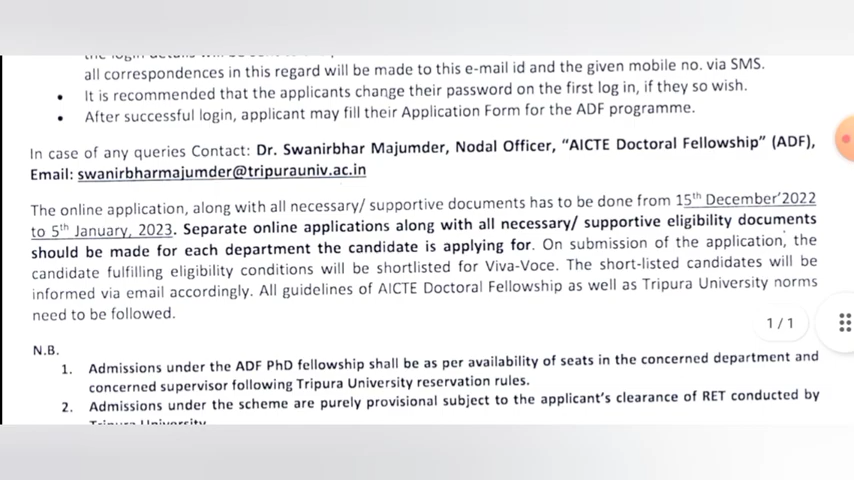 all correspondences in this regard will be made to this e-mail id and the given mobile no. via SMS.
• It is recommended that the applicants change their password on the first log in, if they so wish.
• After successful login, applicant may fill their Application Form for the ADF programme.
In case of any queries Contact: Dr. Swanirbhar Majumder, Nodal Officer, “AICTE Doctoral Fellowship” (ADF),
Email: swanirbharmajumder@tripurauniv.ac.in
The online application, along with all necessary/ supportive documents has to be done from 15th December'2022
to 5th January, 2023. Separate online applications along with all necessary/ supportive eligibility documents
should be made for each department the candidate is applying for. On submission of the application, the
candidate fulfilling eligibility conditions will be shortlisted for Viva-Voce. The short-listed candidates will be
informed via email accordingly. All guidelines of AICTE Doctoral Fellowship as well as Tripura University norms
need to be followed.
1/1
N.B.
1. Admissions under the ADF PhD fellowship shall be as per availability of seats in the concerned department and
concerned supervisor following Tripura University reservation rules.
2. Admissions under the scheme are purely provisional subject to the applicant's clearance of RET conducted by
Tripura University